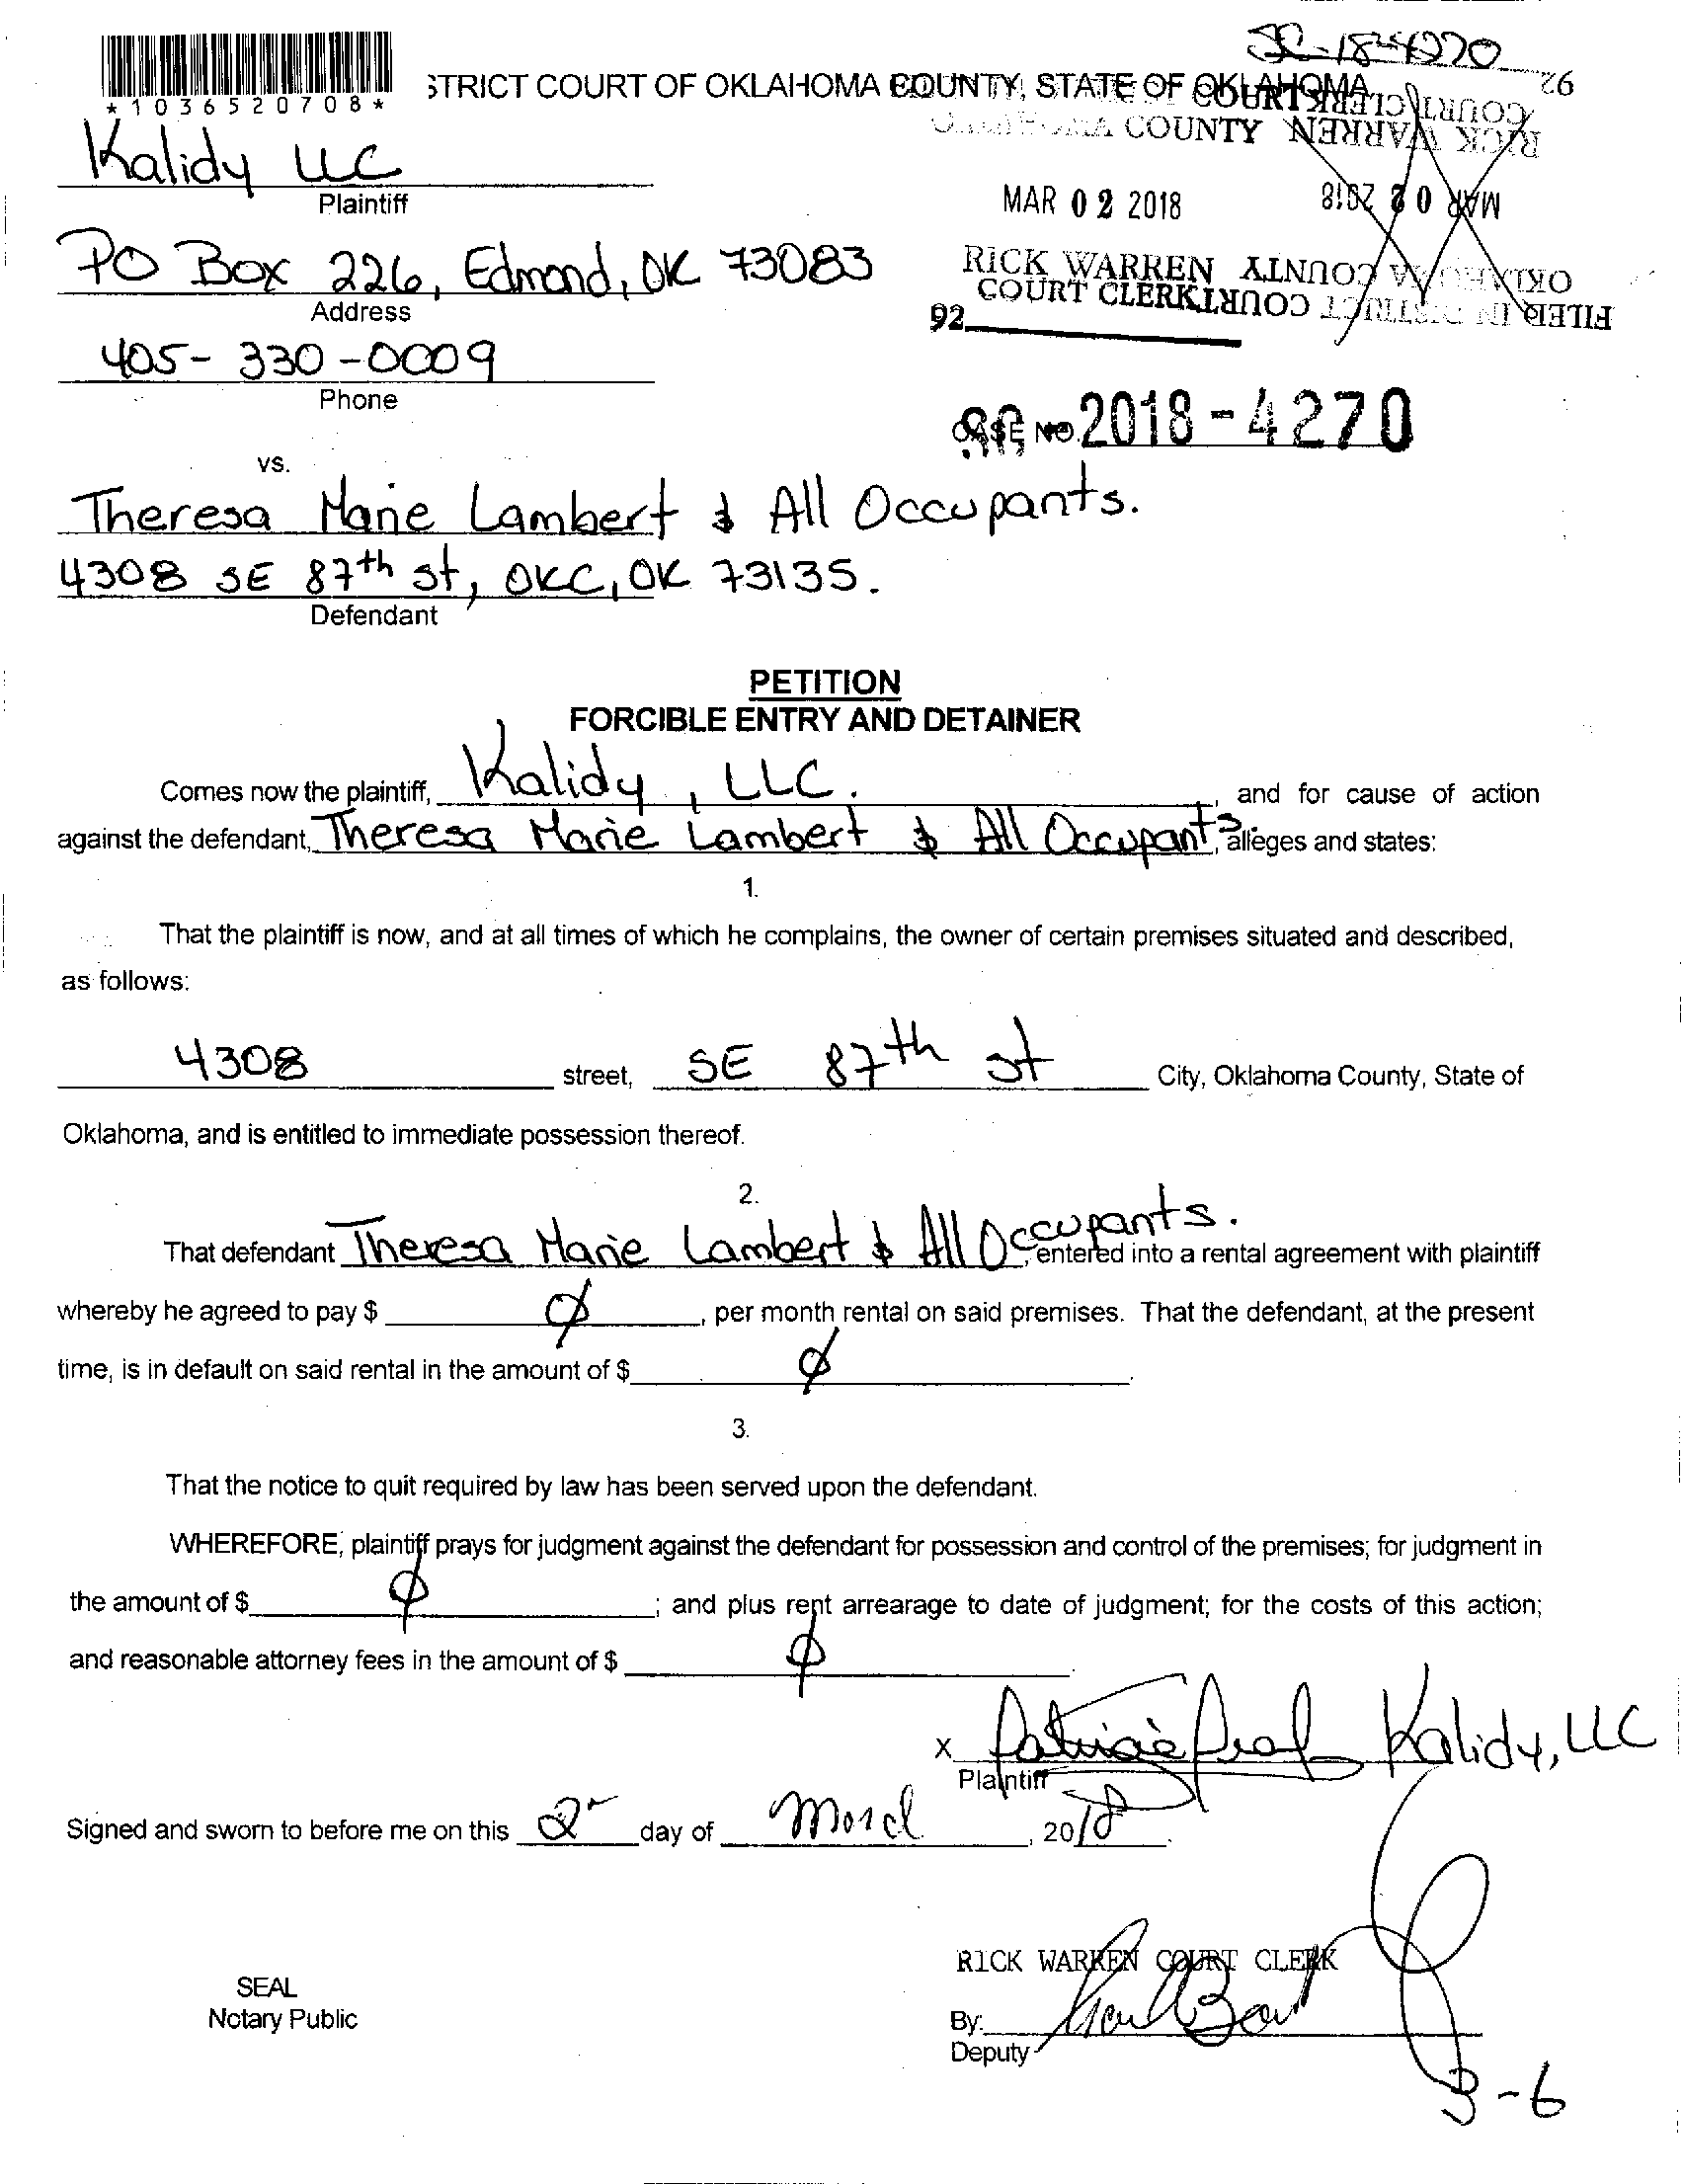 SC-18-4270
STRICT COURT OF OKLAHOMA COUNTY, STATE OF OKLAHOMA
*1036520708*
COURT CLERK
RICK WARREN
COUNTY
Kalidy LLC
Plaintiff
MAR 02 2018
MAR 02 2018
PO Box 226, Edmond, OK 73083
Address
RICK WARREN
COURT CLERK
OKLAHOMA COUNTY
FILED IN DISTRICT COURT
92
92
405-330-0009
Phone
CASE NO. 2018-4270
vs.
Theresa Marie Lambert & All Occupants.
4308 SE 87th St, OKC, OK 73135.
Defendant
PETITION
FORCIBLE ENTRY AND DETAINER
Comes now the plaintiff, Kalidy, LLC. , and for cause of action
against the defendant, Theresa Marie Lambert & All Occupants, alleges and states:
1.
That the plaintiff is now, and at all times of which he complains, the owner of certain premises situated and described,
as follows:
4308 street, SE 87th St City, Oklahoma County, State of
Oklahoma, and is entitled to immediate possession thereof.
2.
That defendant Theresa Marie Lambert & All Occupants. , entered into a rental agreement with plaintiff
whereby he agreed to pay $ Ø , per month rental on said premises. That the defendant, at the present
time, is in default on said rental in the amount of $ Ø .
3.
That the notice to quit required by law has been served upon the defendant.
WHEREFORE, plaintiff prays for judgment against the defendant for possession and control of the premises; for judgment in
the amount of $ Ø ; and plus rent arrearage to date of judgment; for the costs of this action;
and reasonable attorney fees in the amount of $ Ø .
X Kalidy, LLC
Plaintiff
Signed and sworn to before me on this 2 day of March , 2018.
RICK WARREN COURT CLERK
SEAL
Notary Public
By:
Deputy
3-6